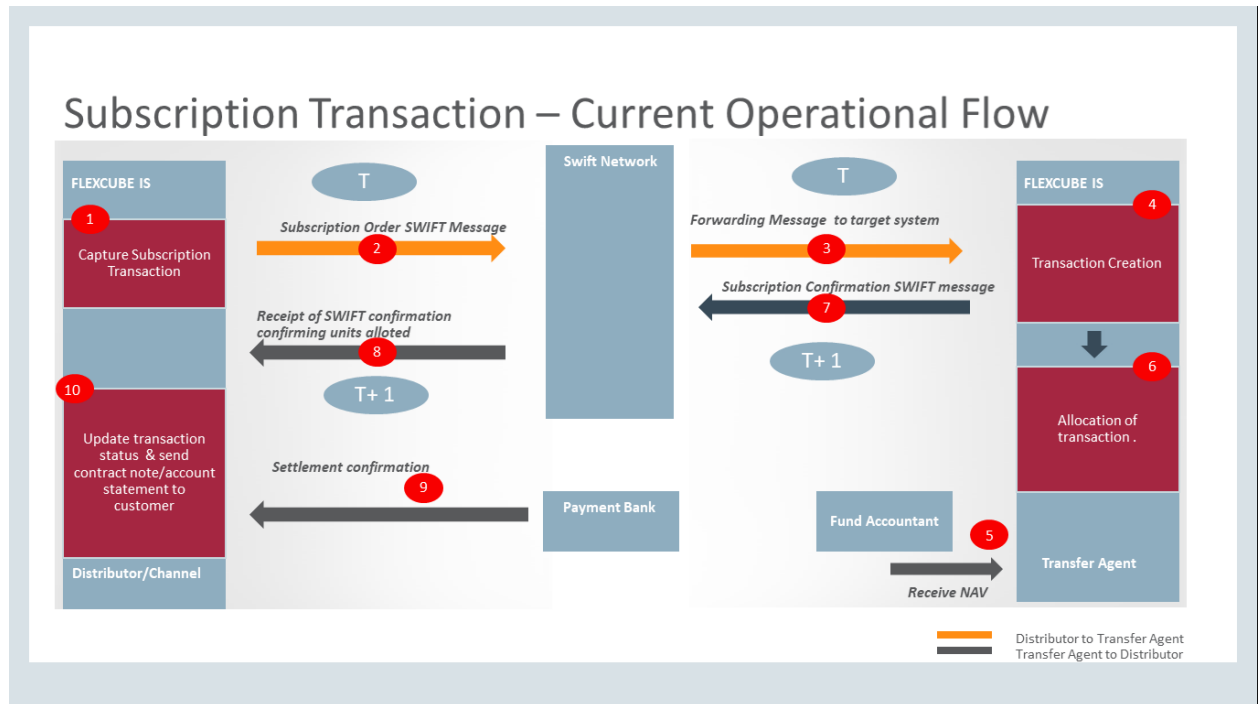 Subscription Transaction – Current Operational Flow
FLEXCUBE IS
1
Capture Subscription
Transaction
T
Subscription Order SWIFT Message
2
Swift Network
T
Forwarding Message to target system
3
FLEXCUBE IS
4
Transaction Creation
Subscription Confirmation SWIFT message
7
Receipt of SWIFT confirmation
confirming units alloted
8
T+ 1
T+ 1
6
Allocation of
transaction .
10
Update transaction
status & send
contract note/account
statement to
customer
Settlement confirmation
9
Payment Bank
Fund Accountant
5
Receive NAV
Transfer Agent
Distributor/Channel
Distributor to Transfer Agent
Transfer Agent to Distributor